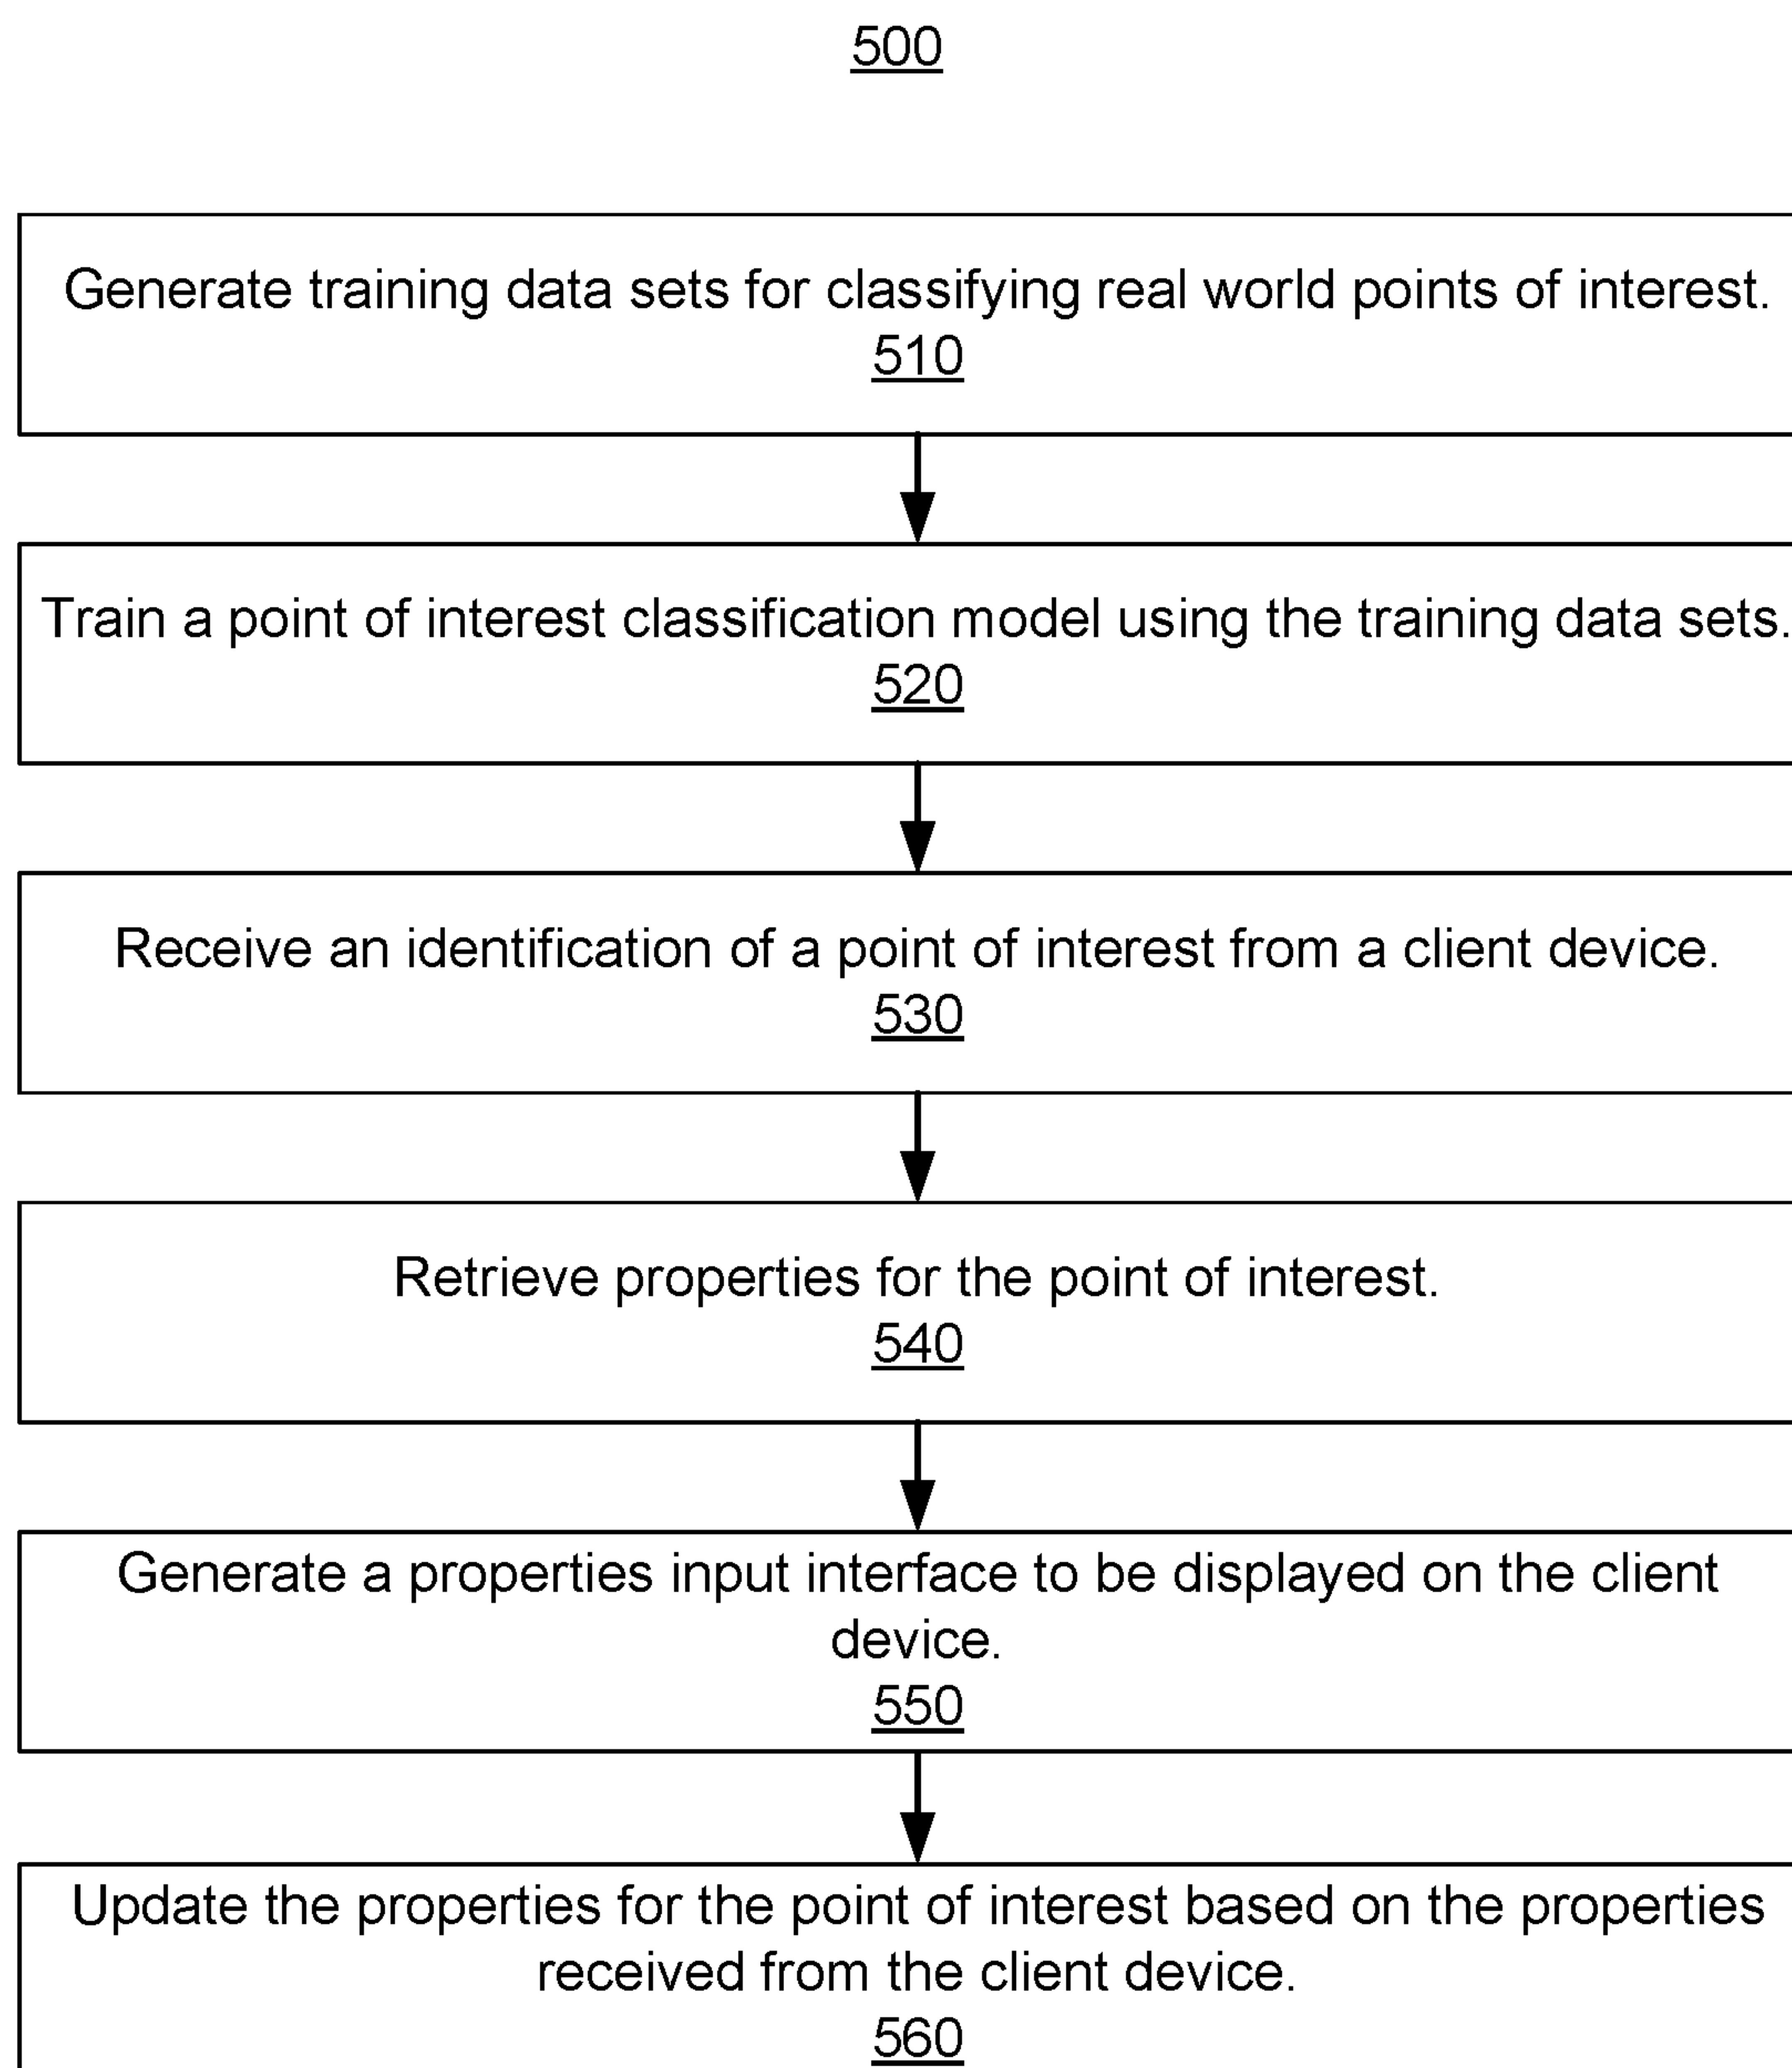 500
Generate training data sets for classifying real world points of interest.
510
Train a point of interest classification model using the training data sets.
520
Receive an identification of a point of interest from a client device.
530
Retrieve properties for the point of interest.
540
Generate a properties input interface to be displayed on the client
device.
550
Update the properties for the point of interest based on the properties
received from the client device.
560